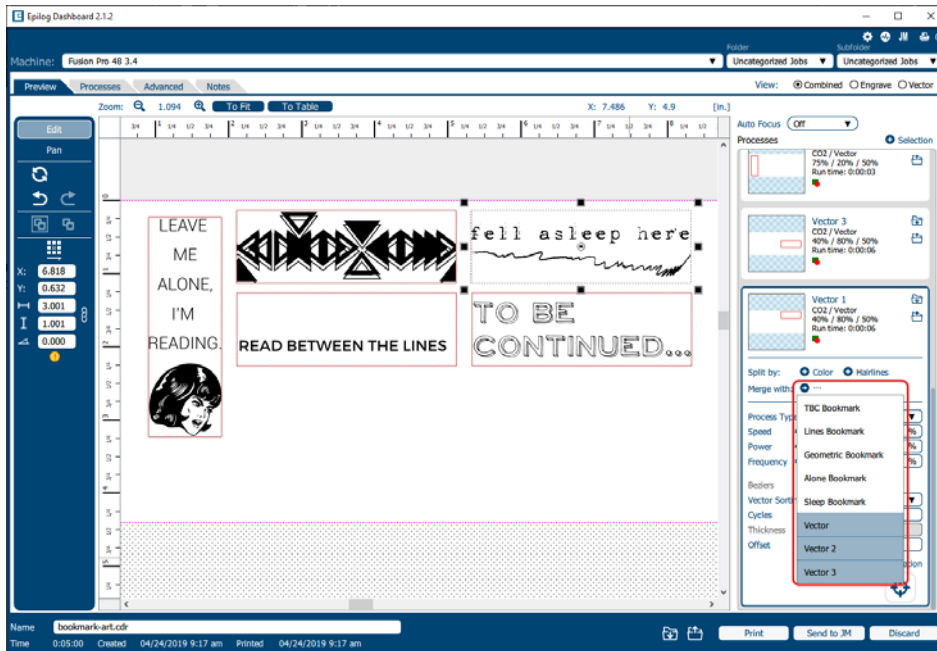 Epilog Dashboard 2.1.2
Machine: Fusion Pro 48 3.4
Folder
Subfolder
JM
Uncategorized Jobs
Uncategorized Jobs
Preview
Processes
Advanced
Notes
View: Combined Engrave Vector
Zoom: 1.094 To Fit To Table X: 7.486 Y: 4.9 [in.]
Edit
Pan
X: 6.818
Y: 0.632
3.001
1.001
0.000
LEAVE
ME
ALONE,
I'M
READING.
fell asleep here
READ BETWEEN THE LINES
TO BE
CONTINUED...
Auto Focus Off
Processes
Selection
CO2 / Vector
75% / 20% / 50%
Run time: 0:00:03
Vector 3
CO2 / Vector
40% / 80% / 50%
Run time: 0:00:06
Vector 1
CO2 / Vector
40% / 80% / 50%
Run time: 0:00:06
Split by: Color Hairlines
Merge with: ...
TBC Bookmark
Lines Bookmark
Geometric Bookmark
Alone Bookmark
Sleep Bookmark
Vector
Vector 2
Vector 3
Speed %
Power %
Frequency %
Beziers
Cycles
Thickness
Offset
Name bookmark-art.cdr
Time 0:05:00 Created 04/24/2019 9:17 am Printed 04/24/2019 9:17 am
Print
Send to JM
Discard